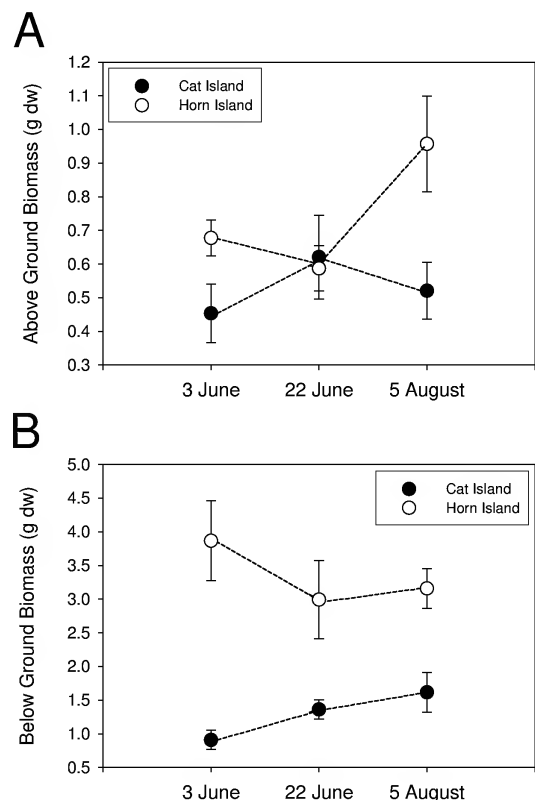 A
1.2
1.1
1.0
0.9
0.8
0.7
0.6
0.5
0.4
0.3
Above Ground Biomass (g dw)
Cat Island
Horn Island
3 June 22 June 5 August
B
5.0
4.5
4.0
3.5
3.0
2.5
2.0
1.5
1.0
0.5
Below Ground Biomass (g dw)
Cat Island
Horn Island
3 June 22 June 5 August